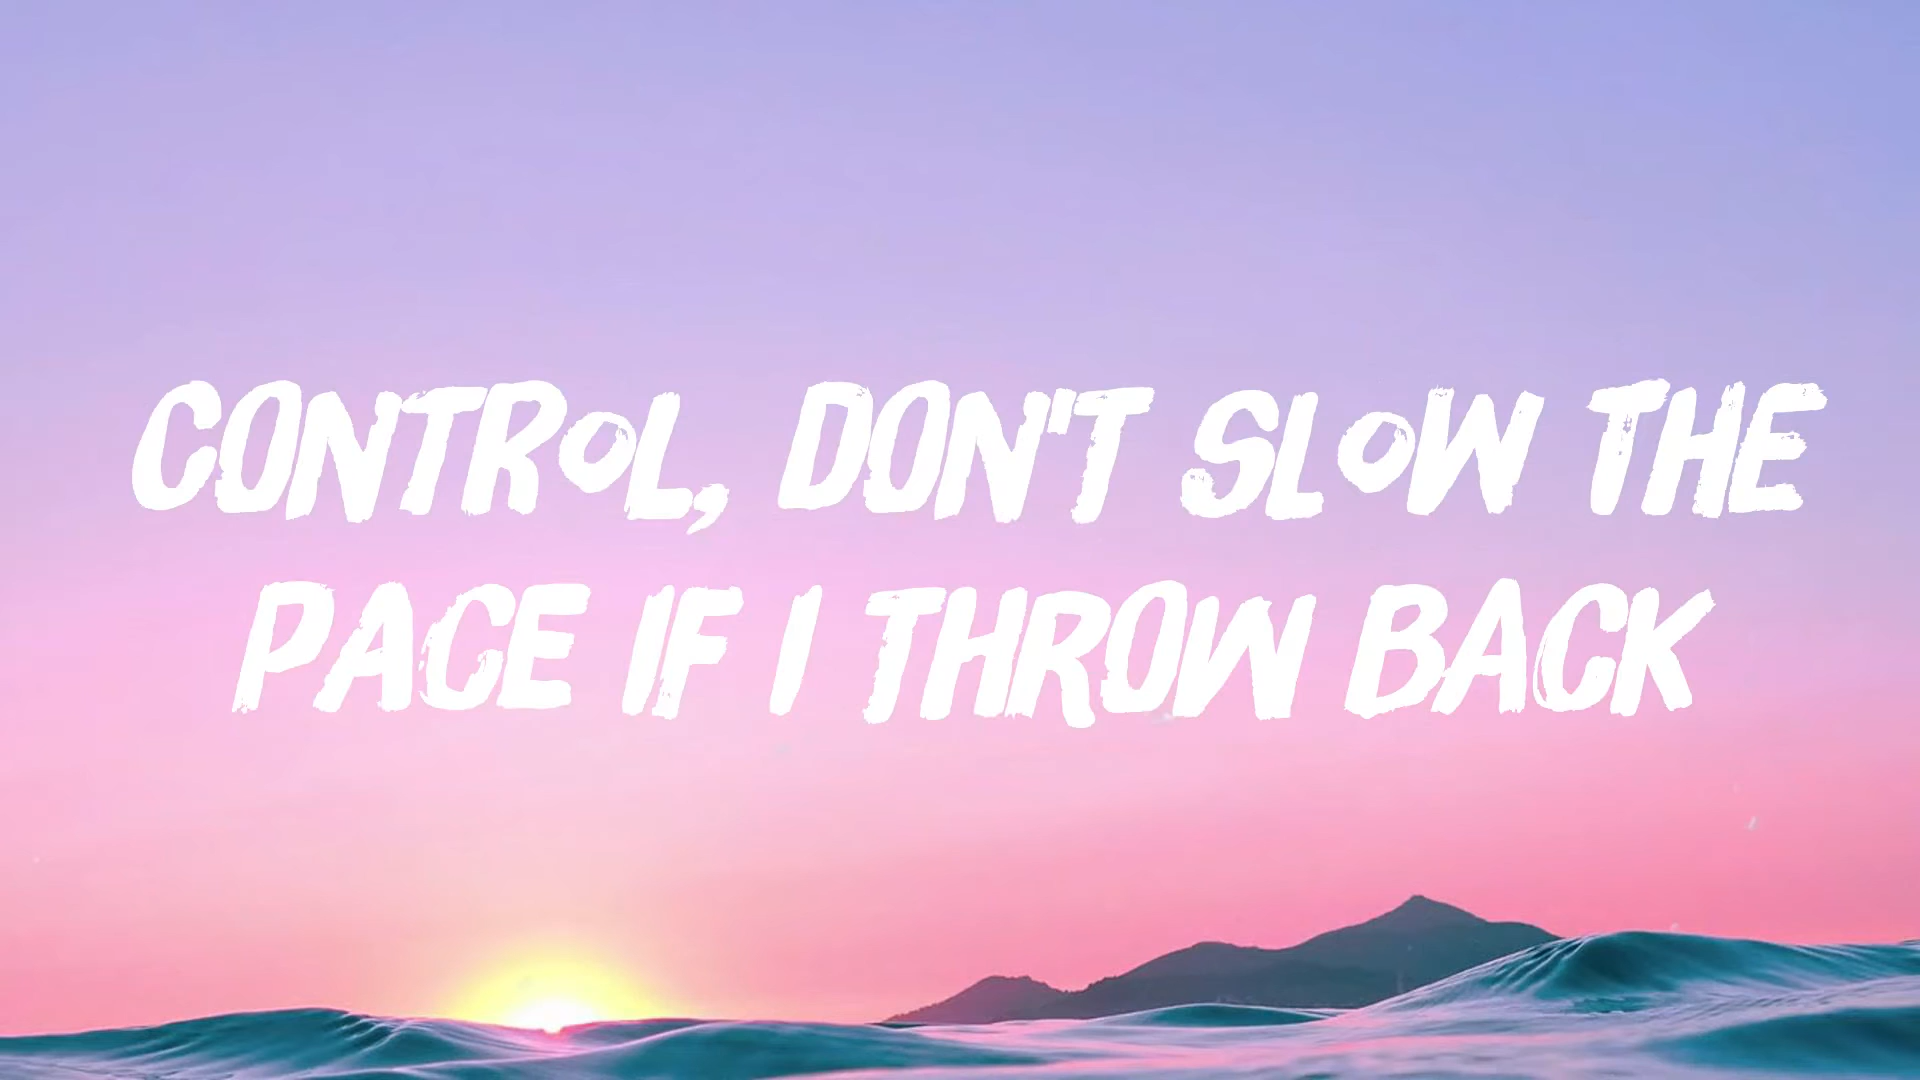 CONTROL, DON'T SLOW THE
PACE IF I THROW BACK